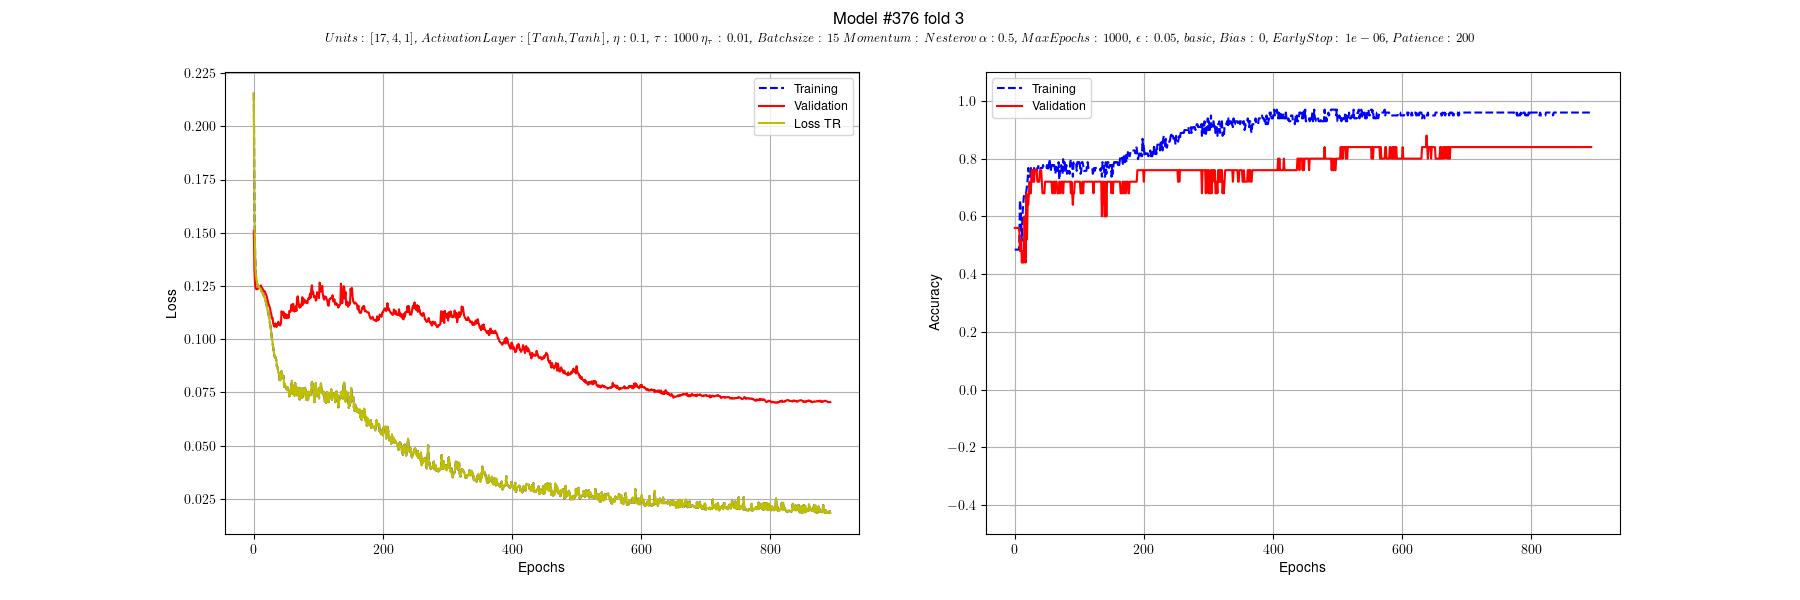 Model #376 fold 3
Units : [17, 4, 1], ActivationLayer : [Tanh, Tanh], η : 0.1, τ : 1000 ητ : 0.01, Batchsize : 15 Momentum : Nesterov α : 0.5, MaxEpochs : 1000, ϵ : 0.05, basic, Bias : 0, EarlyStop : 1e − 06, Patience : 200
0.225
0.200
0.175
0.150
0.125
0.100
0.075
0.050
0.025
Loss
Training
Validation
Loss TR
0 200 400 600 800
Epochs
1.0
0.8
0.6
0.4
0.2
0.0
−0.2
−0.4
Accuracy
Training
Validation
0 200 400 600 800
Epochs